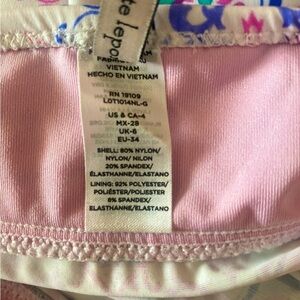 te lepo
VIETNAM
HECHO EN VIETNAM
RN 19109
LOT1014NL-G
US & CA-4
MX-28
UK-6
EU-34
SHELL: 80% NYLON/
NYLON/ NILON
20% SPANDEX/
ÉLASTHANNE/ELASTANO
LINING: 92% POLYESTER/
POLIÉSTER/POLYESTER
8% SPANDEX/
ÉLASTHANNE/ELASTANO